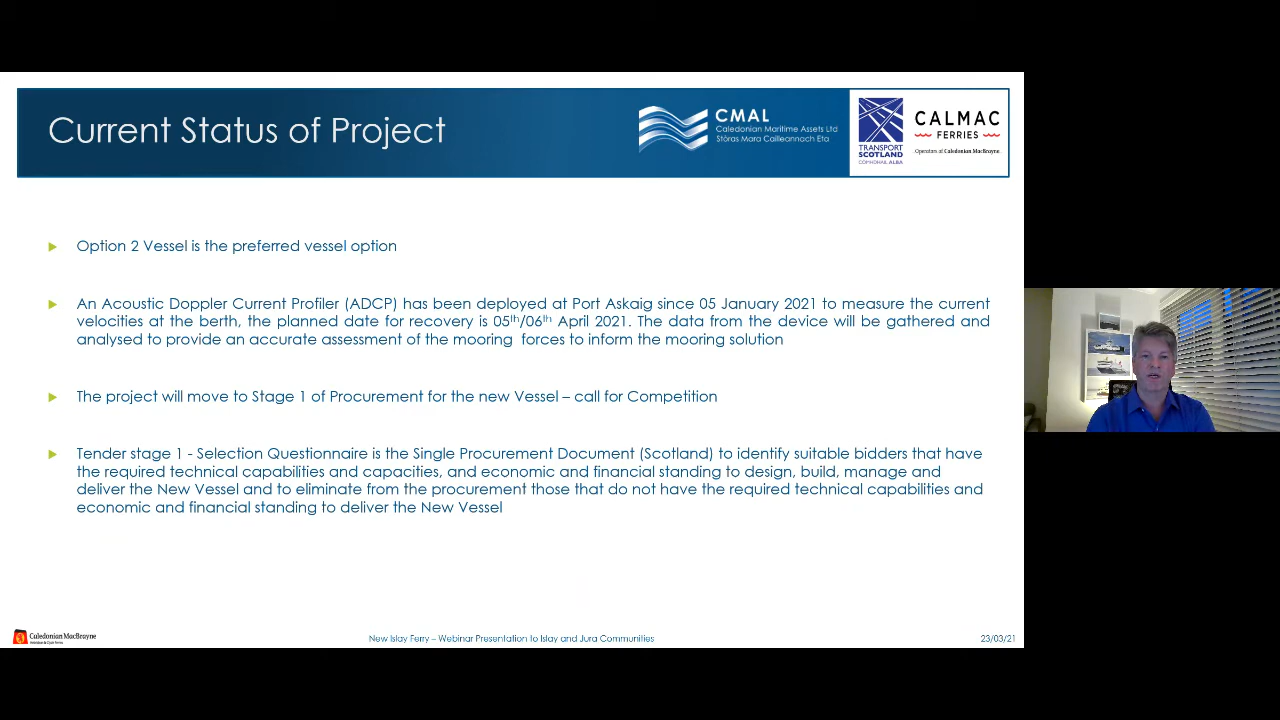 Current Status of Project
CMAL
Caledonian Maritime Assets Ltd
Stòras Mara Cailleannach Eta
TRANSPORT
SCOTLAND
CÒMHDHAIL ALBA
CALMAC
FERRIES
Operators of Caledonian MacBrayne
Option 2 Vessel is the preferred vessel option
An Acoustic Doppler Current Profiler (ADCP) has been deployed at Port Askaig since 05 January 2021 to measure the current
velocities at the berth, the planned date for recovery is 05th/06th April 2021. The data from the device will be gathered and
analysed to provide an accurate assessment of the mooring forces to inform the mooring solution
The project will move to Stage 1 of Procurement for the new Vessel – call for Competition
Tender stage 1 - Selection Questionnaire is the Single Procurement Document (Scotland) to identify suitable bidders that have
the required technical capabilities and capacities, and economic and financial standing to design, build, manage and
deliver the New Vessel and to eliminate from the procurement those that do not have the required technical capabilities and
economic and financial standing to deliver the New Vessel
Caledonian MacBrayne
Hebridean & Clyde Ferries
New Islay Ferry – Webinar Presentation to Islay and Jura Communities
23/03/21